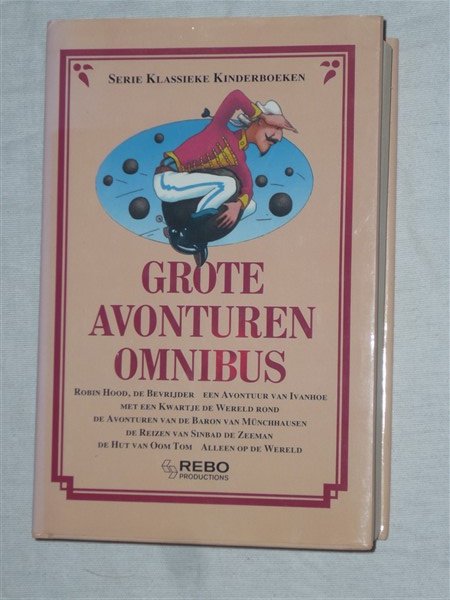 Serie Klassieke Kinderboeken
GROTE
AVONTUREN
OMNIBUS
Robin Hood, de Bevrijder een Avontuur van Ivanhoe
met een Kwartje de Wereld rond
de Avonturen van de Baron van Münchhausen
de Reizen van Sinbad de Zeeman
de Hut van Oom Tom Alleen op de Wereld
REBO
PRODUCTIONS